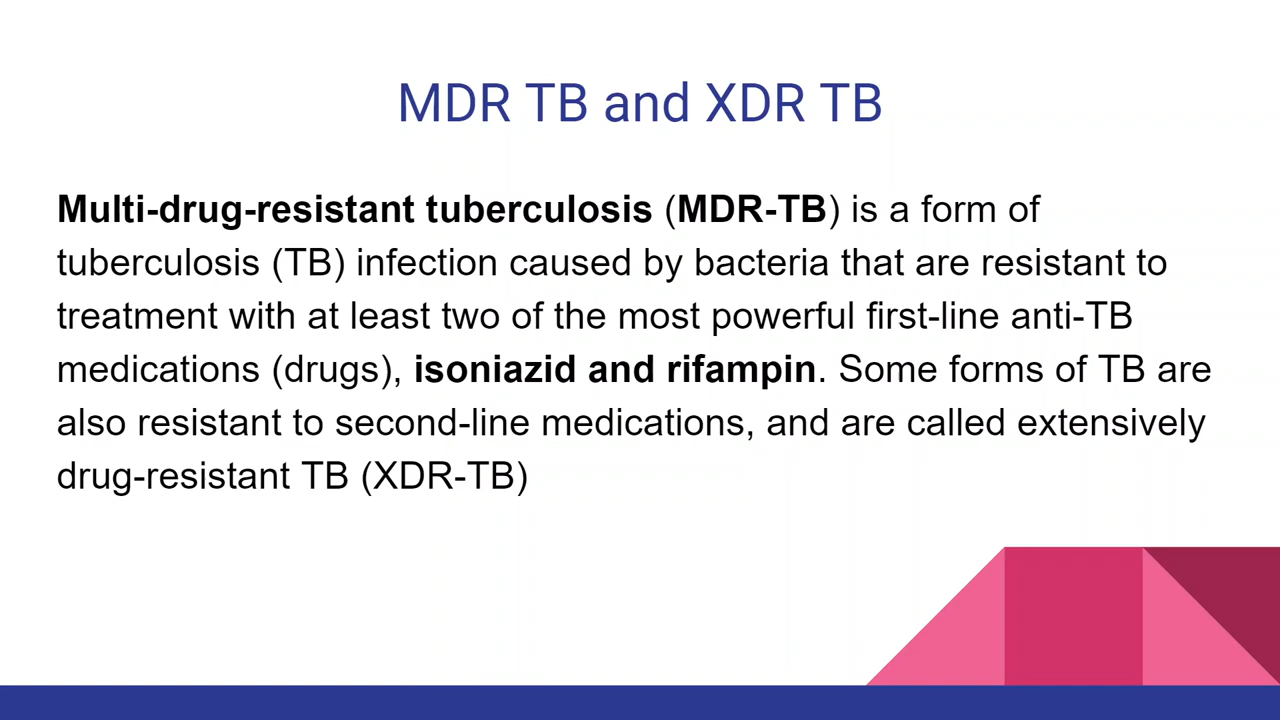 MDR TB and XDR TB
Multi-drug-resistant tuberculosis (MDR-TB) is a form of
tuberculosis (TB) infection caused by bacteria that are resistant to
treatment with at least two of the most powerful first-line anti-TB
medications (drugs), isoniazid and rifampin. Some forms of TB are
also resistant to second-line medications, and are called extensively
drug-resistant TB (XDR-TB)